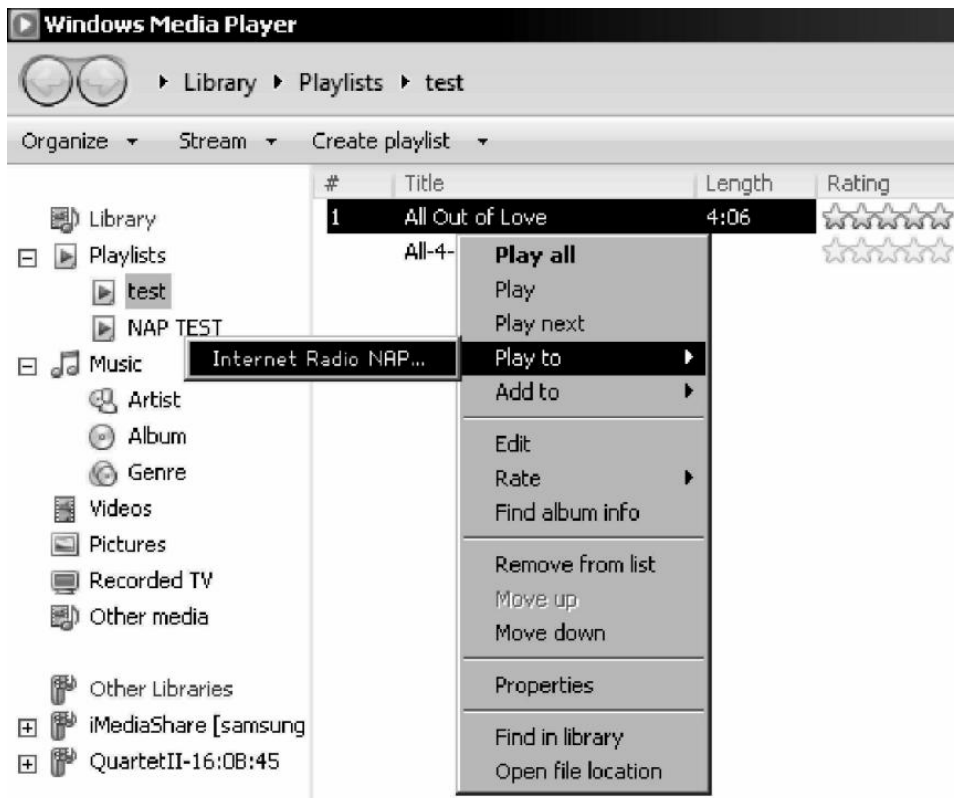 Windows Media Player
Library Playlists test
Organize Stream Create playlist
# Title Length Rating
1 All Out of Love 4:06
All-4-
Library
Playlists
test
NAP TEST
Music
Artist
Album
Genre
Videos
Pictures
Recorded TV
Other media
Other Libraries
iMediaShare [samsung
QuartetII-16:0B:45
Internet Radio NAP...
Play all
Play
Play next
Play to
Add to
Edit
Rate
Find album info
Remove from list
Move up
Move down
Properties
Find in library
Open file location